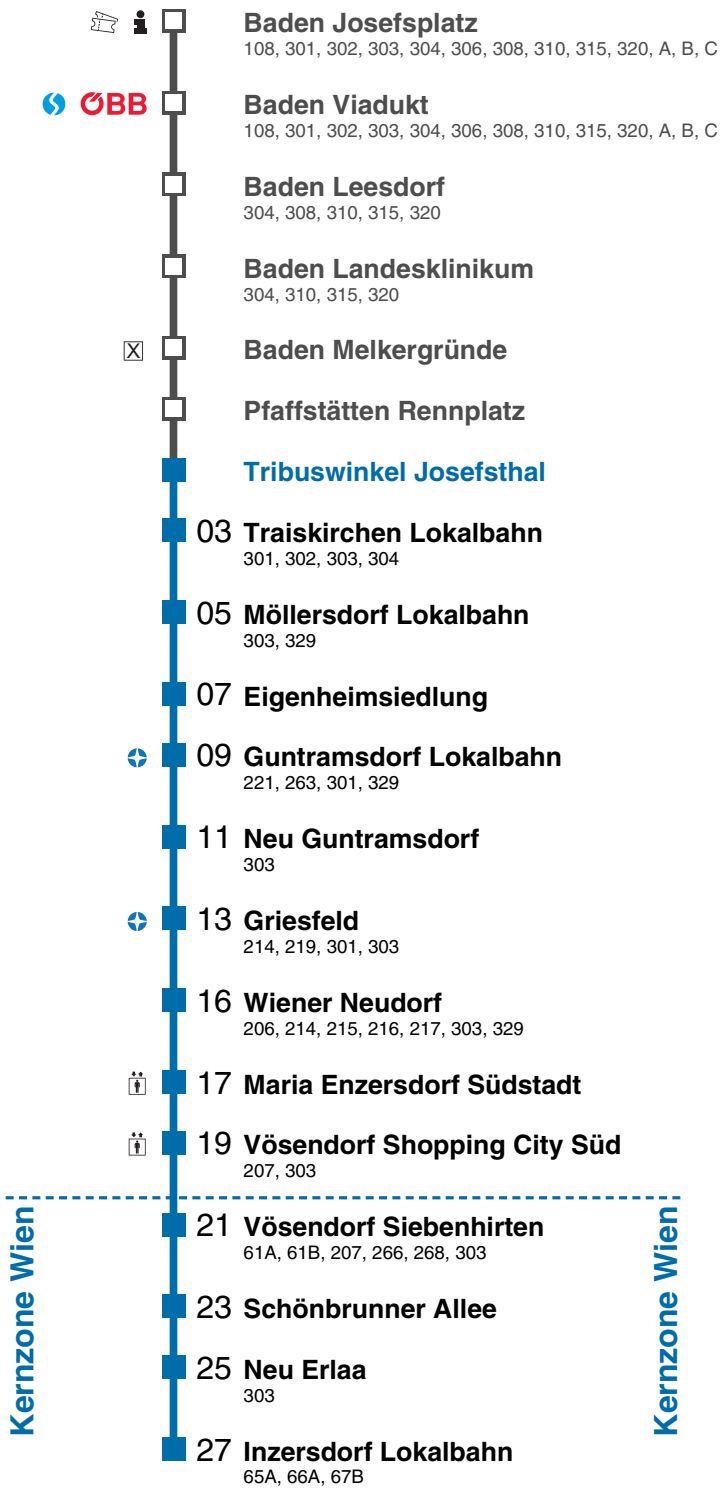 i Baden Josefsplatz
108, 301, 302, 303, 304, 306, 308, 310, 315, 320, A, B, C
ÖBB Baden Viadukt
108, 301, 302, 303, 304, 306, 308, 310, 315, 320, A, B, C
Baden Leesdorf
304, 308, 310, 315, 320
Baden Landesklinikum
304, 310, 315, 320
X Baden Melkergründe
Pfaffstätten Rennplatz
Tribuswinkel Josefsthal
03 Traiskirchen Lokalbahn
301, 302, 303, 304
05 Möllersdorf Lokalbahn
303, 329
07 Eigenheimsiedlung
09 Guntramsdorf Lokalbahn
221, 263, 301, 329
11 Neu Guntramsdorf
303
13 Griesfeld
214, 219, 301, 303
16 Wiener Neudorf
206, 214, 215, 216, 217, 303, 329
17 Maria Enzersdorf Südstadt
19 Vösendorf Shopping City Süd
207, 303
Kernzone Wien
21 Vösendorf Siebenhirten
61A, 61B, 207, 266, 268, 303
23 Schönbrunner Allee
25 Neu Erlaa
303
27 Inzersdorf Lokalbahn
65A, 66A, 67B
Kernzone Wien